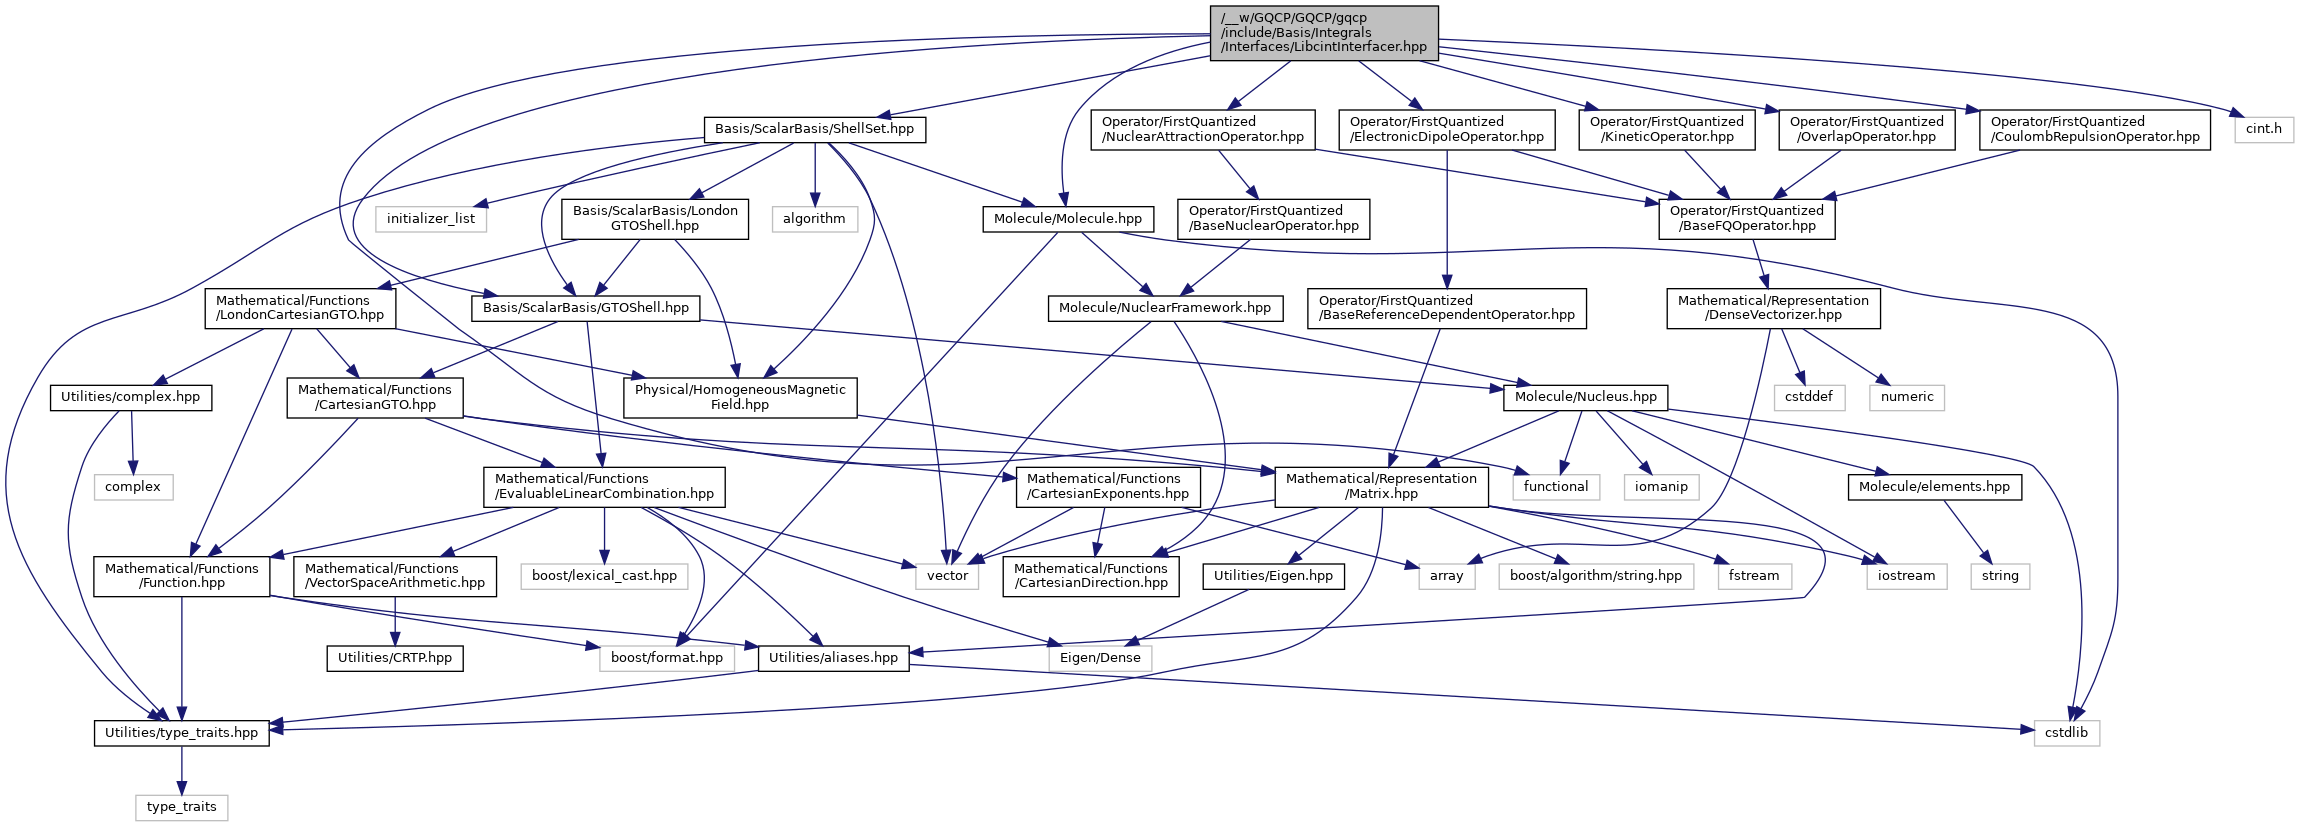 /__w/GQCP/GQCP/gqcp
/include/Basis/Integrals
/Interfaces/LibcintInterfacer.hpp
Basis/ScalarBasis/ShellSet.hpp
Operator/FirstQuantized
/NuclearAttractionOperator.hpp
Operator/FirstQuantized
/ElectronicDipoleOperator.hpp
Operator/FirstQuantized
/KineticOperator.hpp
Operator/FirstQuantized
/OverlapOperator.hpp
Operator/FirstQuantized
/CoulombRepulsionOperator.hpp
cint.h
initializer_list
Basis/ScalarBasis/London
GTOShell.hpp
algorithm
Molecule/Molecule.hpp
Operator/FirstQuantized
/BaseNuclearOperator.hpp
Operator/FirstQuantized
/BaseFQOperator.hpp
Mathematical/Functions
/LondonCartesianGTO.hpp
Basis/ScalarBasis/GTOShell.hpp
Molecule/NuclearFramework.hpp
Operator/FirstQuantized
/BaseReferenceDependentOperator.hpp
Mathematical/Representation
/DenseVectorizer.hpp
Utilities/complex.hpp
Mathematical/Functions
/CartesianGTO.hpp
Physical/HomogeneousMagnetic
Field.hpp
Molecule/Nucleus.hpp
cstddef
numeric
complex
Mathematical/Functions
/EvaluableLinearCombination.hpp
Mathematical/Functions
/CartesianExponents.hpp
Mathematical/Representation
/Matrix.hpp
functional
iomanip
Molecule/elements.hpp
Mathematical/Functions
/Function.hpp
Mathematical/Functions
/VectorSpaceArithmetic.hpp
boost/lexical_cast.hpp
vector
Mathematical/Functions
/CartesianDirection.hpp
Utilities/Eigen.hpp
array
boost/algorithm/string.hpp
fstream
iostream
string
Utilities/CRTP.hpp
boost/format.hpp
Utilities/aliases.hpp
Eigen/Dense
Utilities/type_traits.hpp
cstdlib
type_traits